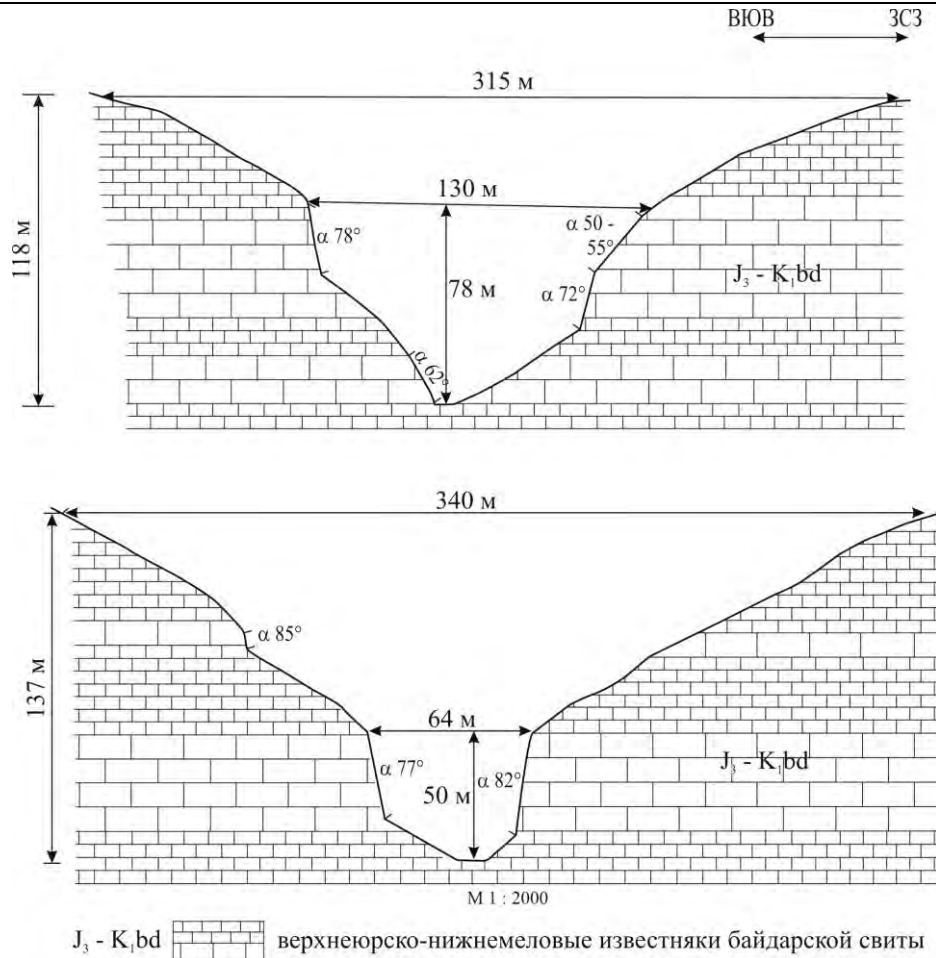 ВЮВ ЗСЗ
315 м
130 м
118 м
α 78°
α 50 -
55°
J₃ - K₁bd
78 м
α 72°
α 62°
340 м
α 85°
137 м
64 м
J₃ - K₁bd
α 77°
α 82°
50 м
М 1 : 2000
J₃ - K₁bd верхнеюрско-нижнемеловые известняки байдарской свиты